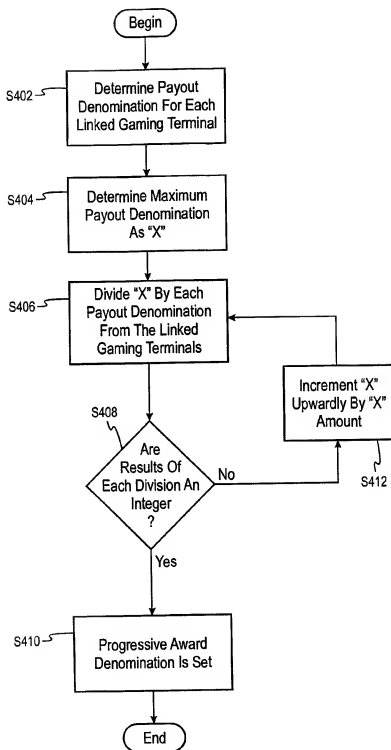 Begin
S402
Determine Payout
Denomination For Each
Linked Gaming Terminal
S404
Determine Maximum
Payout Denomination
As "X"
S406
Divide "X" By Each
Payout Denomination
From The Linked
Gaming Terminals
S408
Are
Results Of
Each Division An
Integer
?
No
Increment "X"
Upwardly By "X"
Amount
S412
Yes
S410
Progressive Award
Denomination Is Set
End